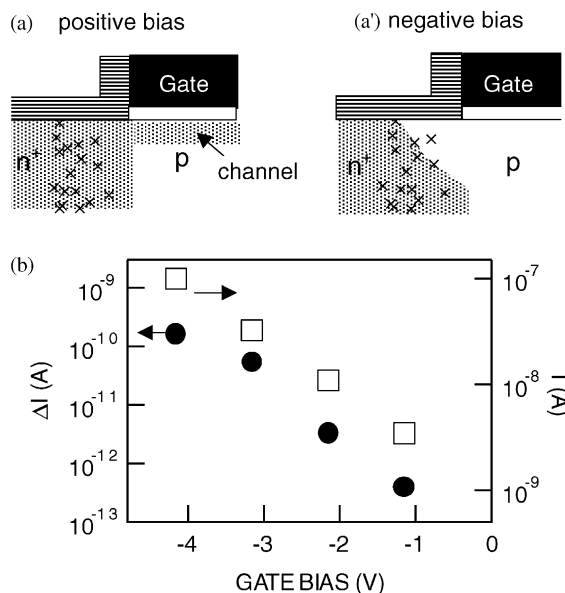 (a) positive bias
(a') negative bias
Gate
Gate
n+
p
channel
n+
p
(b)
10-9
10-10
10-11
10-12
10-13
ΔI (A)
10-7
10-8
10-9
I (A)
-4 -3 -2 -1 0
GATE BIAS (V)